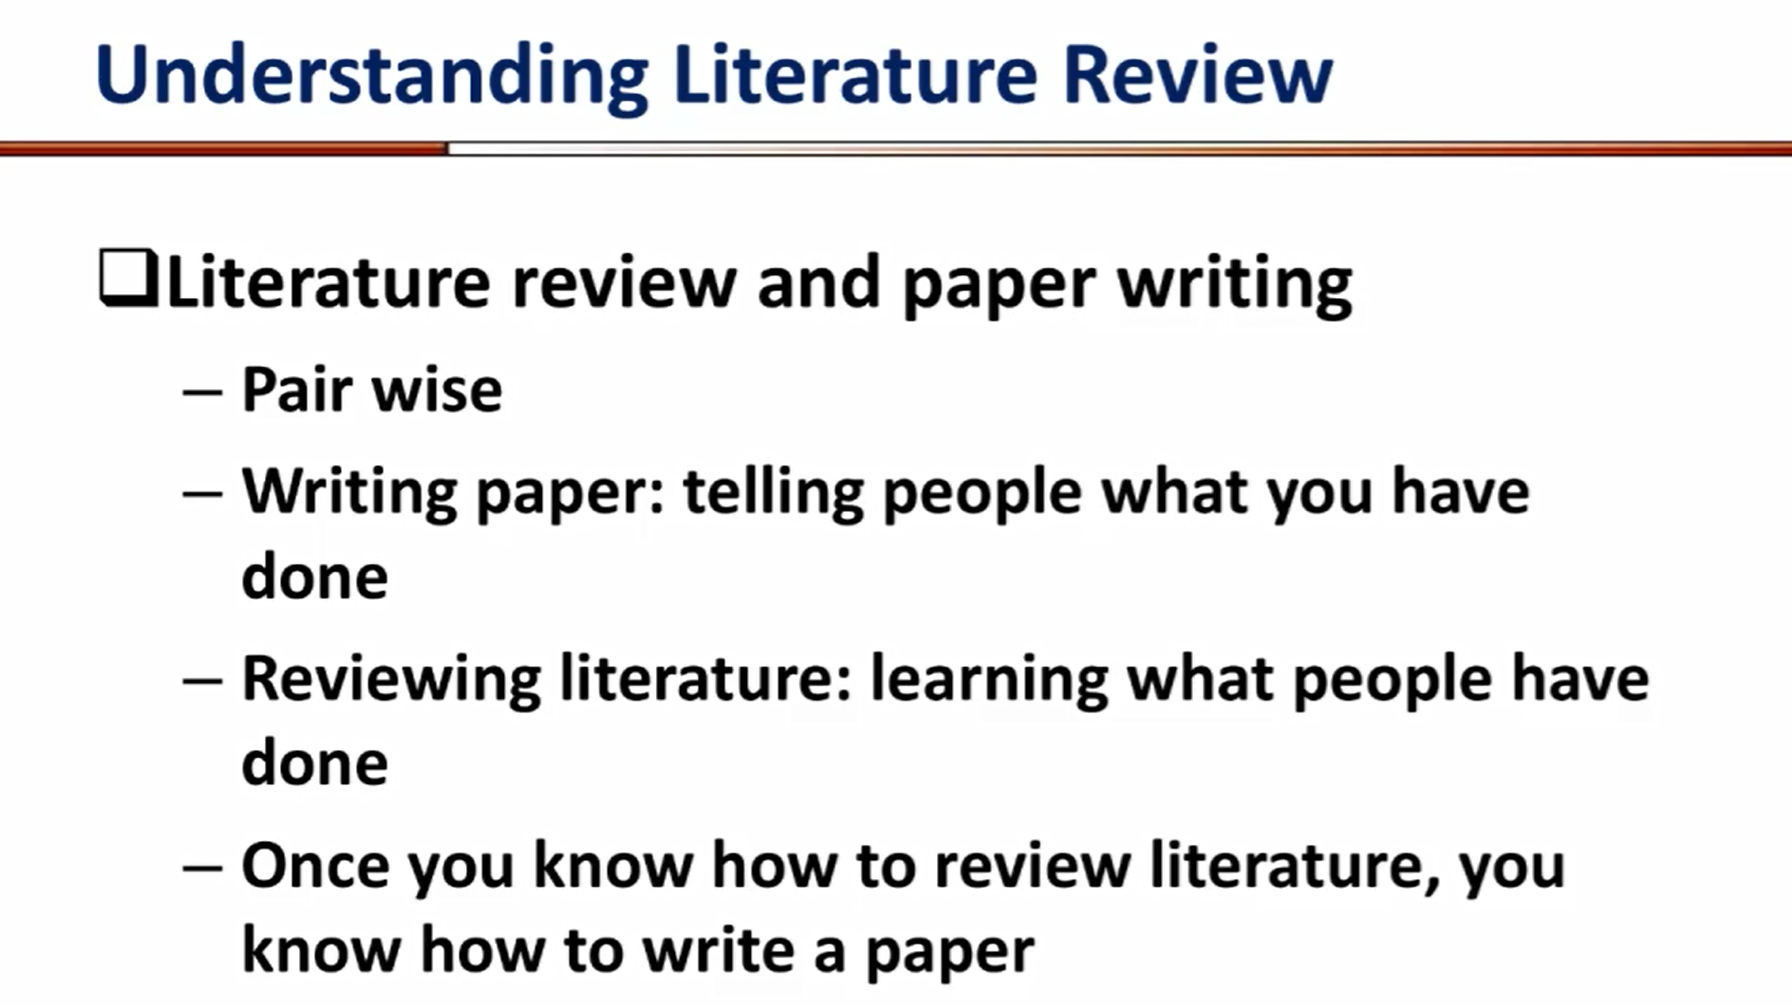 Understanding Literature Review
❑Literature review and paper writing
– Pair wise
– Writing paper: telling people what you have
done
– Reviewing literature: learning what people have
done
– Once you know how to review literature, you
know how to write a paper